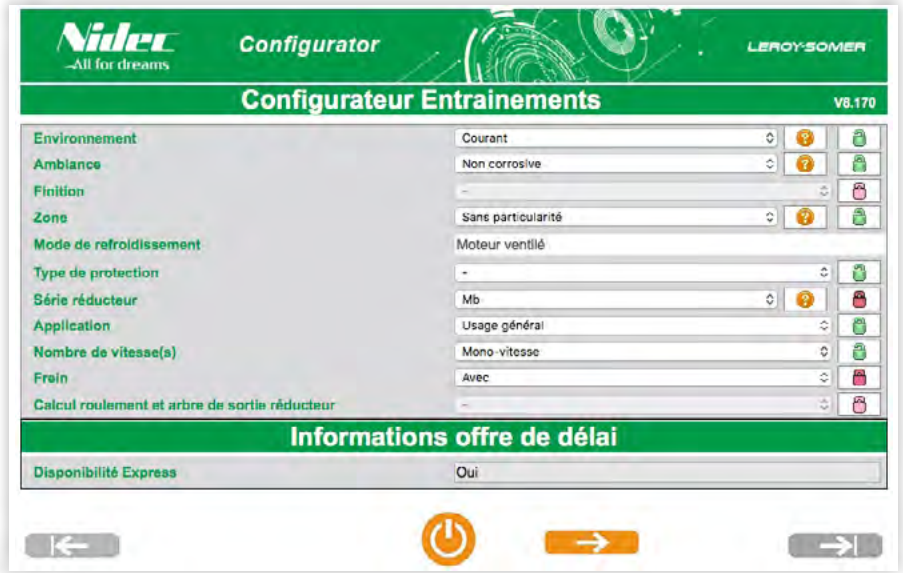 Nidec
All for dreams
Configurator
LEROY-SOMER
Configurateur Entrainements
V8.170
Environnement Courant ?
Ambiance Non corrosive ?
Finition -
Zone Sans particularité ?
Mode de refroidissement Moteur ventilé
Type de protection -
Série réducteur Mb ?
Application Usage général
Nombre de vitesse(s) Mono-vitesse
Frein Avec
Calcul roulement et arbre de sortie réducteur -
Informations offre de délai
Disponibilité Express Oui